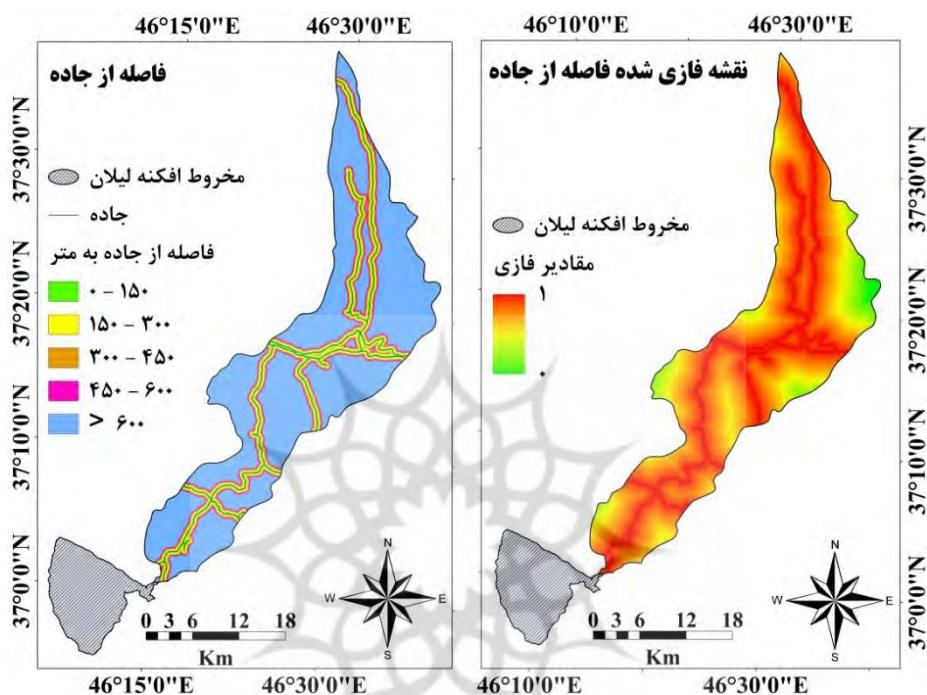 46°15'0"E 46°30'0"E
فاصله از جاده
مخروط افکنه لیلان
جاده
فاصله از جاده به متر
۰ – ۱۵۰
۱۵۰ – ۳۰۰
۳۰۰ – ۴۵۰
۴۵۰ – ۶۰۰
> ۶۰۰
37°30'0"N
37°20'0"N
37°10'0"N
37°0'0"N
N
W E
S
0 3 6 12 18
Km
46°15'0"E 46°30'0"E
46°10'0"E 46°30'0"E
نقشه فازی شده فاصله از جاده
مخروط افکنه لیلان
مقادیر فازی
۱
۰
37°30'0"N
37°20'0"N
37°10'0"N
37°0'0"N
N
W E
S
0 3 6 12 18
Km
46°10'0"E 46°30'0"E